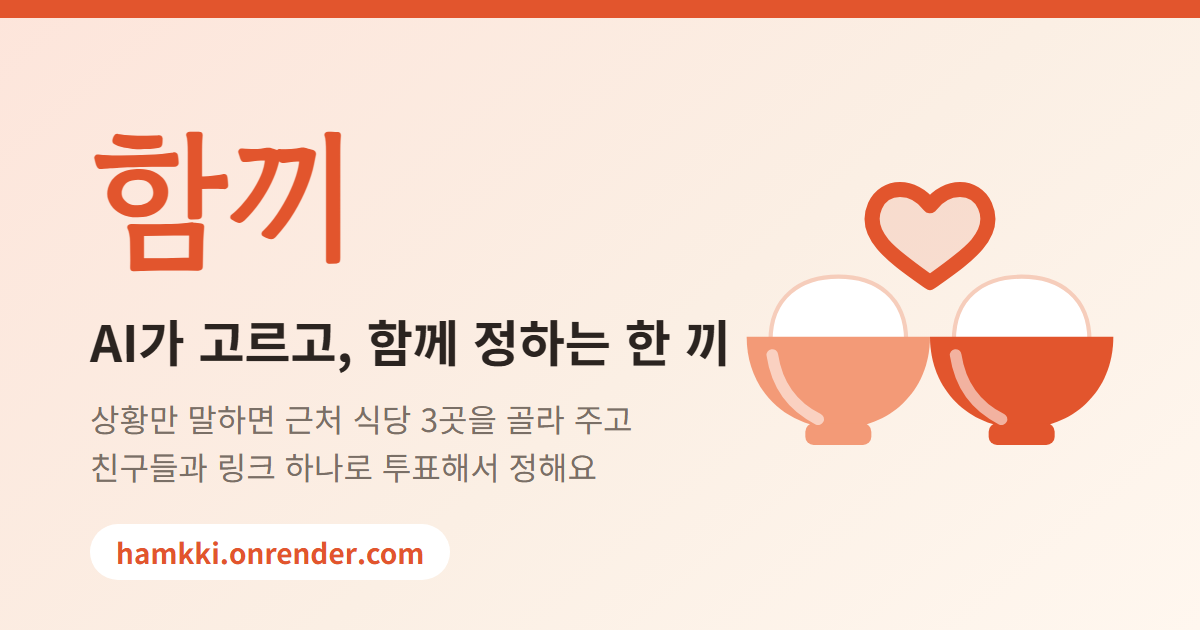 함끼
AI가 고르고, 함께 정하는 한 끼
상황만 말하면 근처 식당 3곳을 골라 주고
친구들과 링크 하나로 투표해서 정해요
hamkki.onrender.com